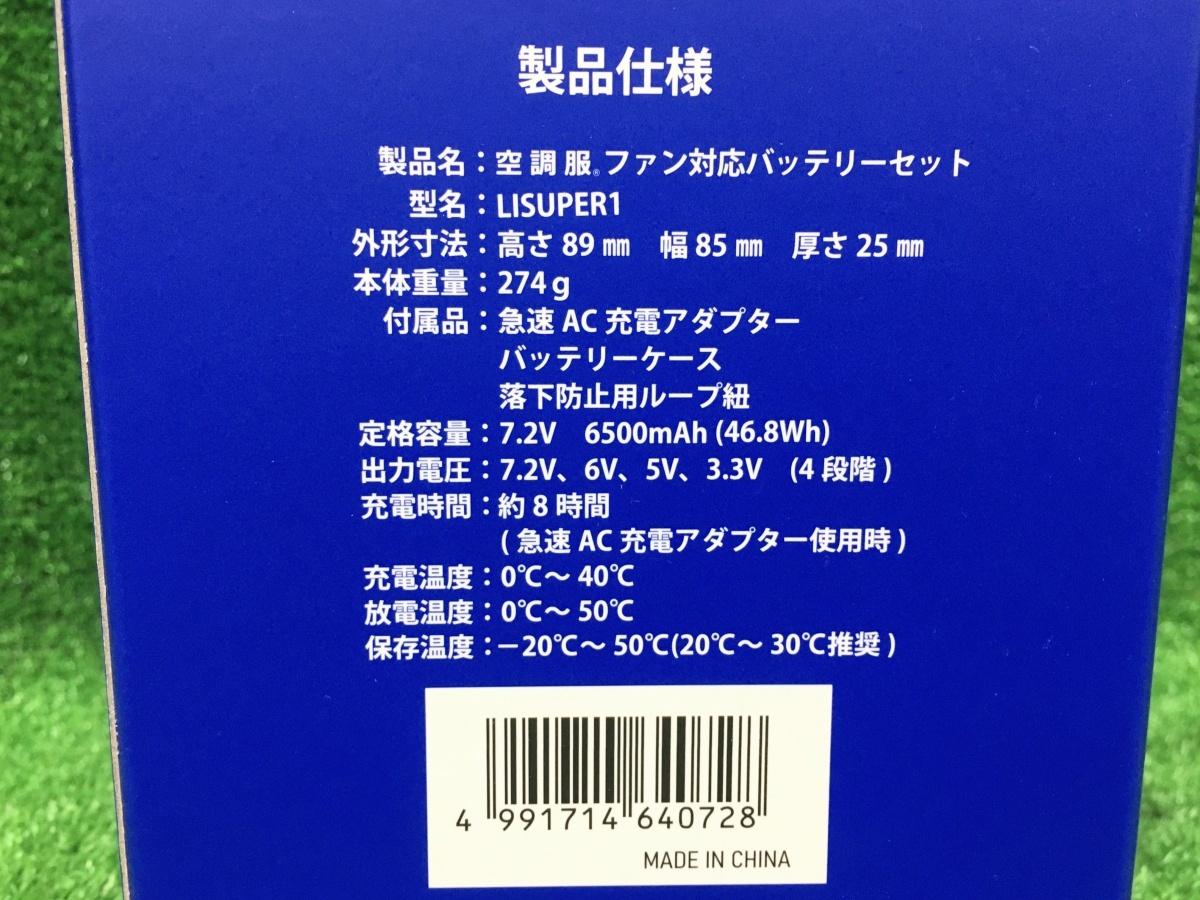 製品仕様
製品名：空調服®ファン対応バッテリーセット
型名：LISUPER1
外形寸法：高さ 89 ㎜　幅 85 ㎜　厚さ 25 ㎜
本体重量：274 g
付属品：急速 AC 充電アダプター
バッテリーケース
落下防止用ループ紐
定格容量：7.2V　6500mAh (46.8Wh)
出力電圧：7.2V、6V、5V、3.3V　(4 段階 )
充電時間：約 8 時間
( 急速 AC 充電アダプター使用時 )
充電温度：0℃～ 40℃
放電温度：0℃～ 50℃
保存温度：－20℃～ 50℃(20℃～ 30℃推奨 )
4 991714 640728
MADE IN CHINA